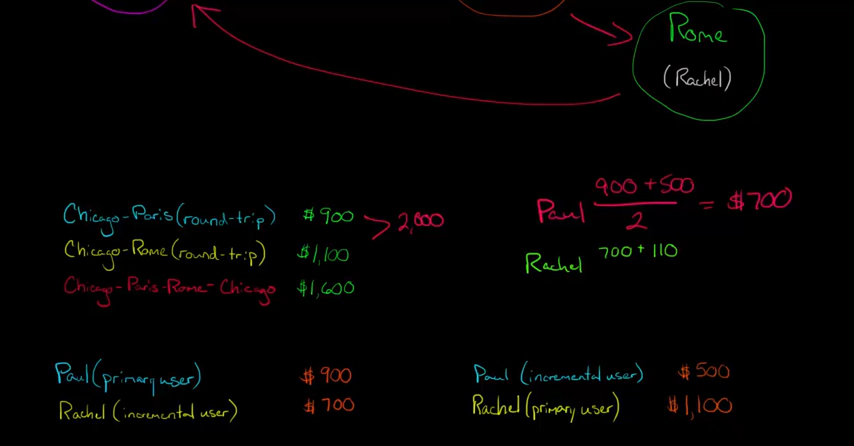 Rome
(Rachel)
Chicago-Paris (round-trip) $900
> 2,000
Chicago-Rome (round-trip) $1,100
Chicago-Paris-Rome-Chicago $1,600
Paul 900 + 500 / 2 = $700
Rachel 700 + 110
Paul (primary user) $900
Rachel (incremental user) $700
Paul (incremental user) $500
Rachel (primary user) $1,100